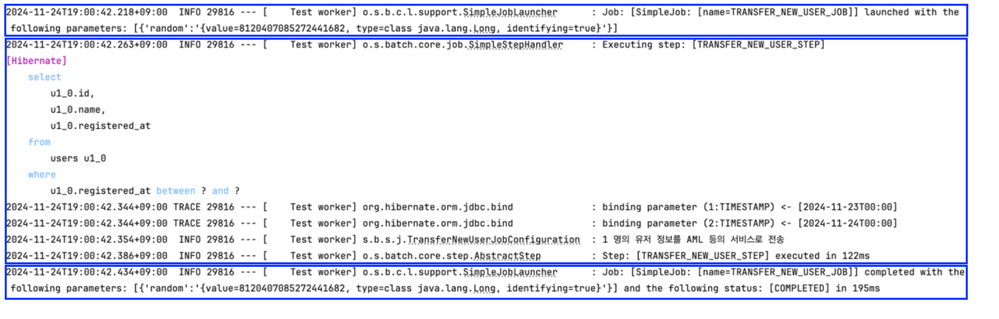 2024-11-24T19:00:42.218+09:00  INFO 29816 --- [    Test worker] o.s.b.c.l.support.SimpleJobLauncher      : Job: [SimpleJob: [name=TRANSFER_NEW_USER_JOB]] launched with the
following parameters: [{'random':'{value=8120407085272441682, type=class java.lang.Long, identifying=true}'}]
2024-11-24T19:00:42.263+09:00  INFO 29816 --- [    Test worker] o.s.batch.core.job.SimpleStepHandler     : Executing step: [TRANSFER_NEW_USER_STEP]
[Hibernate]
    select
        u1_0.id,
        u1_0.name,
        u1_0.registered_at
    from
        users u1_0
    where
        u1_0.registered_at between ? and ?
2024-11-24T19:00:42.344+09:00 TRACE 29816 --- [    Test worker] org.hibernate.orm.jdbc.bind              : binding parameter (1:TIMESTAMP) <- [2024-11-23T00:00]
2024-11-24T19:00:42.344+09:00 TRACE 29816 --- [    Test worker] org.hibernate.orm.jdbc.bind              : binding parameter (2:TIMESTAMP) <- [2024-11-24T00:00]
2024-11-24T19:00:42.354+09:00  INFO 29816 --- [    Test worker] s.b.s.j.TransferNewUserJobConfiguration  : 1 명의 유저 정보를 AML 등의 서비스로 전송
2024-11-24T19:00:42.386+09:00  INFO 29816 --- [    Test worker] o.s.batch.core.step.AbstractStep         : Step: [TRANSFER_NEW_USER_STEP] executed in 122ms
2024-11-24T19:00:42.434+09:00  INFO 29816 --- [    Test worker] o.s.b.c.l.support.SimpleJobLauncher      : Job: [SimpleJob: [name=TRANSFER_NEW_USER_JOB]] completed with the
following parameters: [{'random':'{value=8120407085272441682, type=class java.lang.Long, identifying=true}'}] and the following status: [COMPLETED] in 195ms